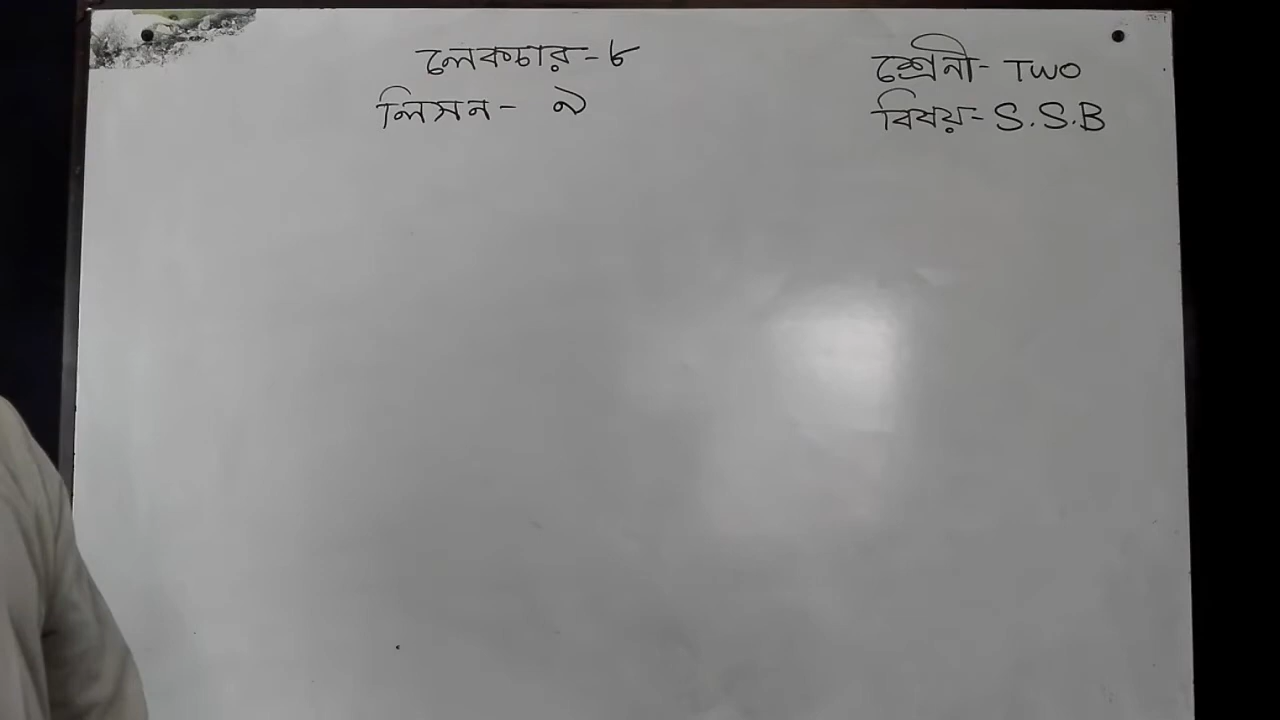 লেকচার - ৮
লিসন - ৯
শ্রেনী - TWO
বিষয় - S.S.B